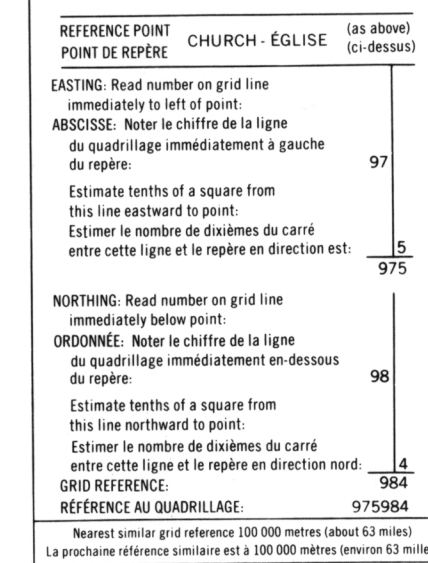 REFERENCE POINT CHURCH - ÉGLISE (as above)
POINT DE REPÈRE (ci-dessus)
EASTING: Read number on grid line
immediately to left of point:
ABSCISSE: Noter le chiffre de la ligne
du quadrillage immédiatement à gauche
du repère: 97
Estimate tenths of a square from
this line eastward to point:
Estimer le nombre de dixièmes du carré
entre cette ligne et le repère en direction est: 5
975
NORTHING: Read number on grid line
immediately below point:
ORDONNÉE: Noter le chiffre de la ligne
du quadrillage immédiatement en-dessous
du repère: 98
Estimate tenths of a square from
this line northward to point:
Estimer le nombre de dixièmes du carré
entre cette ligne et le repère en direction nord: 4
GRID REFERENCE: 984
RÉFÉRENCE AU QUADRILLAGE: 975984
Nearest similar grid reference 100 000 metres (about 63 miles)
La prochaine référence similaire est à 100 000 mètres (environ 63 mille